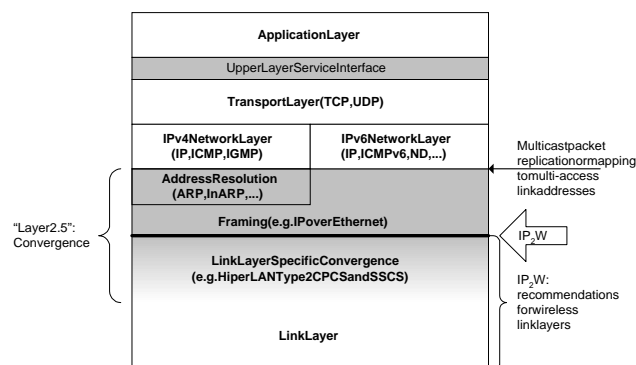 ApplicationLayer
UpperLayerServiceInterface
TransportLayer(TCP,UDP)
IPv4NetworkLayer
(IP,ICMP,IGMP)
IPv6NetworkLayer
(IP,ICMPv6,ND,...)
Multicastpacket
replicationormapping
tomulti-access
linkaddresses
AddressResolution
(ARP,InARP,...)
Framing(e.g.IPoverEthernet)
"Layer2.5":
Convergence
IP₂W
LinkLayerSpecificConvergence
(e.g.HiperLANType2CPCSandSSCS)
IP₂W:
recommendations
forwireless
linklayers
LinkLayer